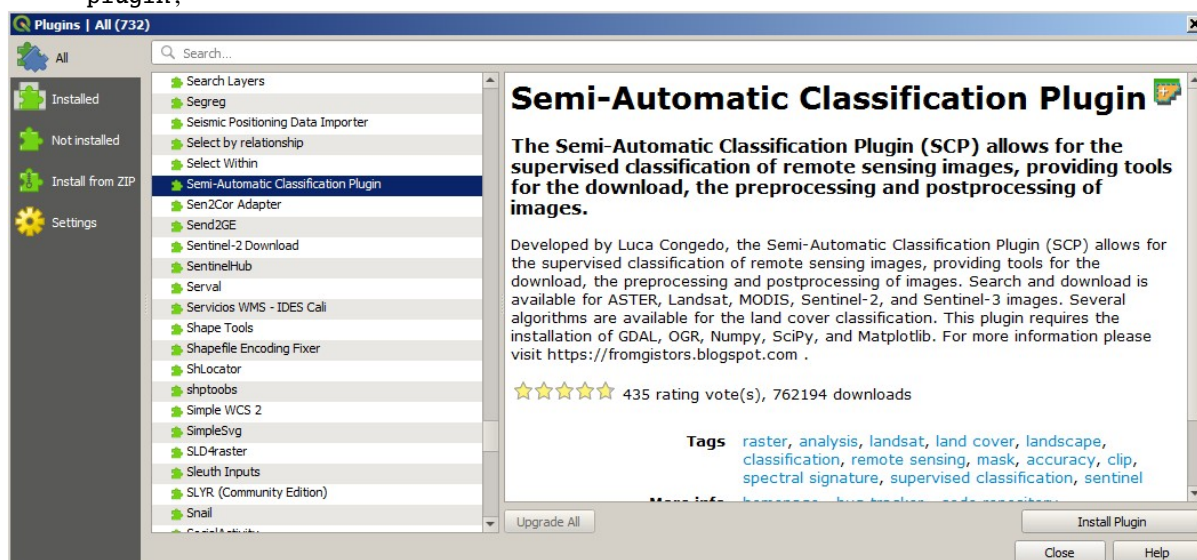 plugin;
Plugins | All (732)
All
Installed
Not installed
Install from ZIP
Settings
Search...
Search Layers
Segreg
Seismic Positioning Data Importer
Select by relationship
Select Within
Semi-Automatic Classification Plugin
Sen2Cor Adapter
Send2GE
Sentinel-2 Download
SentinelHub
Serval
Servicios WMS - IDES Cali
Shape Tools
Shapefile Encoding Fixer
ShLocator
shptoobs
Simple WCS 2
SimpleSvg
SLD4raster
Sleuth Inputs
SLYR (Community Edition)
Snail
SocialActivity
Semi-Automatic Classification Plugin
The Semi-Automatic Classification Plugin (SCP) allows for the
supervised classification of remote sensing images, providing tools
for the download, the preprocessing and postprocessing of
images.
Developed by Luca Congedo, the Semi-Automatic Classification Plugin (SCP) allows for
the supervised classification of remote sensing images, providing tools for the
download, the preprocessing and postprocessing of images. Search and download is
available for ASTER, Landsat, MODIS, Sentinel-2, and Sentinel-3 images. Several
algorithms are available for the land cover classification. This plugin requires the
installation of GDAL, OGR, Numpy, SciPy, and Matplotlib. For more information please
visit https://fromgistors.blogspot.com .
435 rating vote(s), 762194 downloads
Tags raster, analysis, landsat, land cover, landscape,
classification, remote sensing, mask, accuracy, clip,
spectral signature, supervised classification, sentinel
More info homepage bug tracker code repository
Upgrade All
Install Plugin
Close
Help